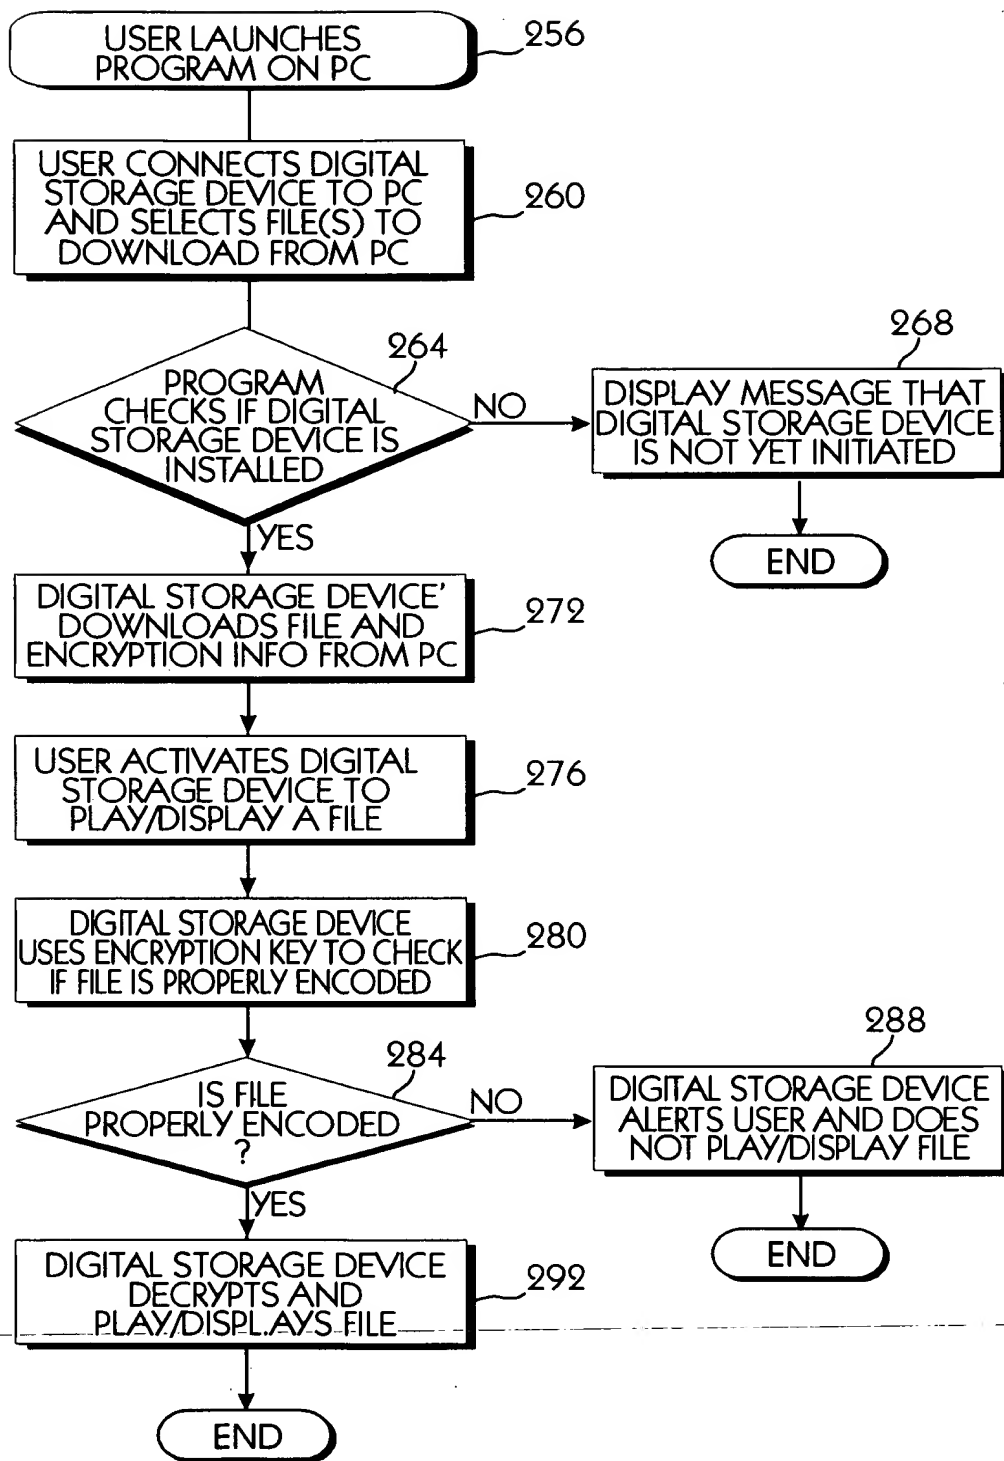 USER LAUNCHES
PROGRAM ON PC
256
USER CONNECTS DIGITAL
STORAGE DEVICE TO PC
AND SELECTS FILE(S) TO
DOWNLOAD FROM PC
260
264
PROGRAM
CHECKS IF DIGITAL
STORAGE DEVICE IS
INSTALLED
NO
268
DISPLAY MESSAGE THAT
DIGITAL STORAGE DEVICE
IS NOT YET INITIATED
END
YES
DIGITAL STORAGE DEVICE'
DOWNLOADS FILE AND
ENCRYPTION INFO FROM PC
272
USER ACTIVATES DIGITAL
STORAGE DEVICE TO
PLAY/DISPLAY A FILE
276
DIGITAL STORAGE DEVICE
USES ENCRYPTION KEY TO CHECK
IF FILE IS PROPERLY ENCODED
280
284
IS FILE
PROPERLY ENCODED
?
NO
288
DIGITAL STORAGE DEVICE
ALERTS USER AND DOES
NOT PLAY/DISPLAY FILE
END
YES
DIGITAL STORAGE DEVICE
DECRYPTS AND
PLAY/DISPLAYS FILE
292
END